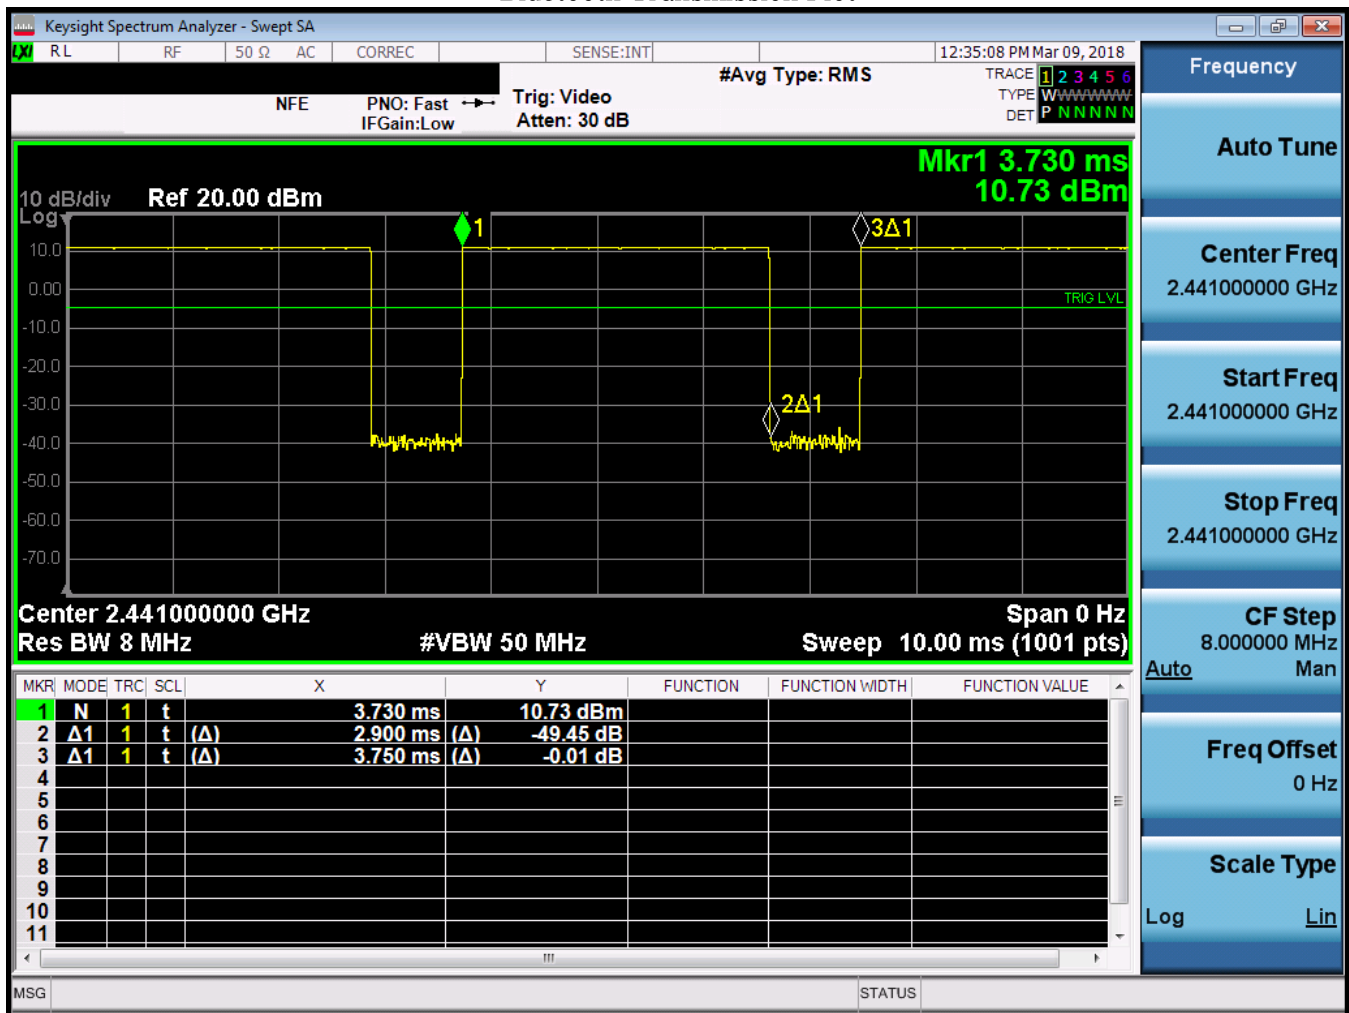 Keysight Spectrum Analyzer - Swept SA
LXI RL RF 50 Ω AC CORREC SENSE:INT 12:35:08 PM Mar 09, 2018
#Avg Type: RMS
TRACE 1 2 3 4 5 6
TYPE WWWWWWW
DET P N N N N N
NFE PNO: Fast Trig: Video
IFGain:Low Atten: 30 dB
Mkr1 3.730 ms
10.73 dBm
10 dB/div Ref 20.00 dBm
Log
1
3Δ1
10.0
0.00
TRIG LVL
-10.0
-20.0
-30.0
2Δ1
-40.0
-50.0
-60.0
-70.0
Center 2.441000000 GHz Span 0 Hz
Res BW 8 MHz #VBW 50 MHz Sweep 10.00 ms (1001 pts)
MKR MODE TRC SCL X Y FUNCTION FUNCTION WIDTH FUNCTION VALUE
1 N 1 t 3.730 ms 10.73 dBm
2 Δ1 1 t (Δ) 2.900 ms (Δ) -49.45 dB
3 Δ1 1 t (Δ) 3.750 ms (Δ) -0.01 dB
4
5
6
7
8
9
10
11
MSG STATUS
Frequency
Auto Tune
Center Freq
2.441000000 GHz
Start Freq
2.441000000 GHz
Stop Freq
2.441000000 GHz
CF Step
8.000000 MHz
Auto Man
Freq Offset
0 Hz
Scale Type
Log Lin